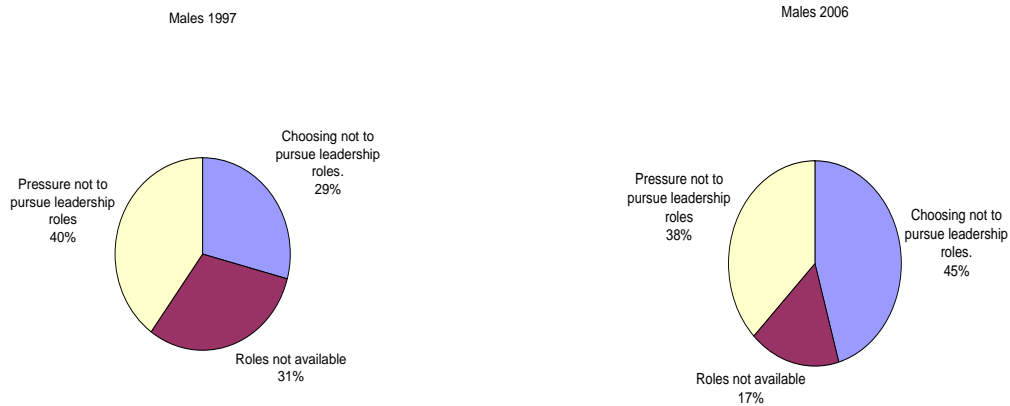 Males 1997
Choosing not to
pursue leadership
roles.
29%
Pressure not to
pursue leadership
roles
40%
Roles not available
31%
Males 2006
Pressure not to
pursue leadership
roles
38%
Choosing not to
pursue leadership
roles.
45%
Roles not available
17%